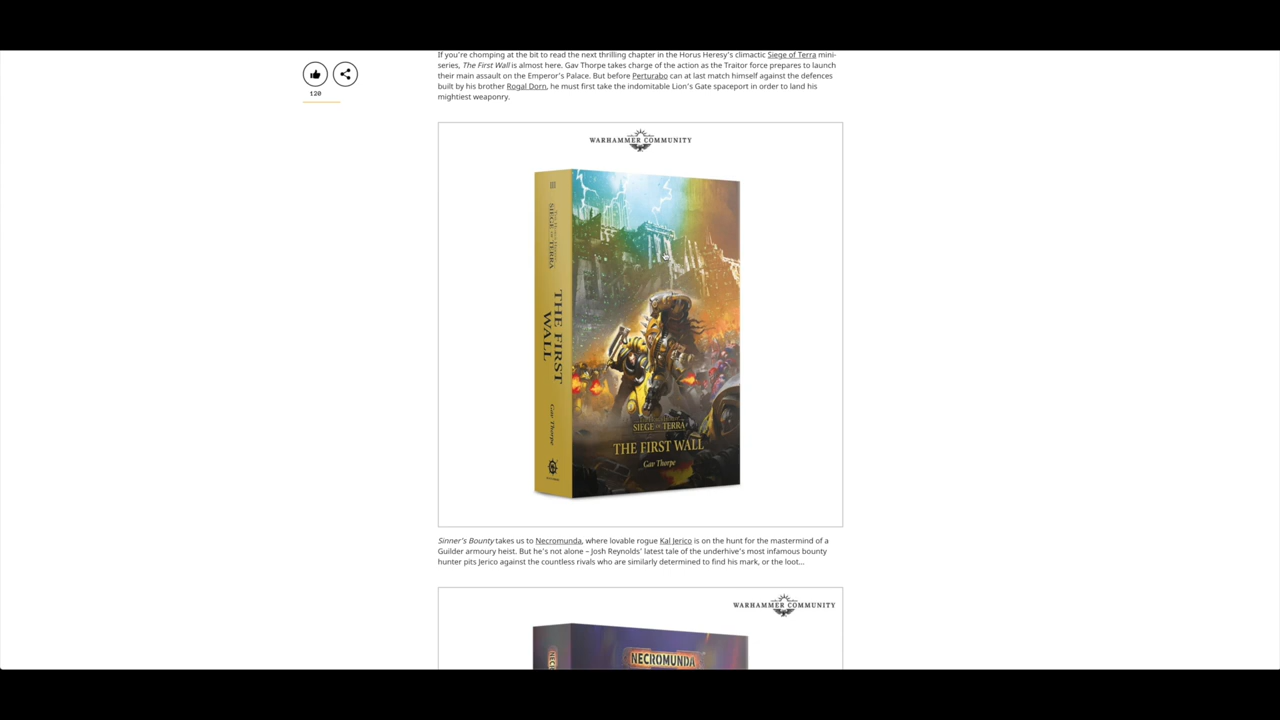 If you're chomping at the bit to read the next thrilling chapter in the Horus Heresy's climactic Siege of Terra mini-
series, The First Wall is almost here. Gav Thorpe takes charge of the action as the Traitor force prepares to launch
their main assault on the Emperor's Palace. But before Perturabo can at last match himself against the defences
built by his brother Rogal Dorn, he must first take the indomitable Lion's Gate spaceport in order to land his
mightiest weaponry.
120
WARHAMMER COMMUNITY
III
SIEGE OF TERRA
THE FIRST
WALL
Gav Thorpe
SIEGE OF TERRA
THE FIRST WALL
Gav Thorpe
Sinner's Bounty takes us to Necromunda, where lovable rogue Kal Jerico is on the hunt for the mastermind of a
Guilder armoury heist. But he's not alone – Josh Reynolds' latest tale of the underhive's most infamous bounty
hunter pits Jerico against the countless rivals who are similarly determined to find his mark, or the loot...
WARHAMMER COMMUNITY
NECROMUNDA